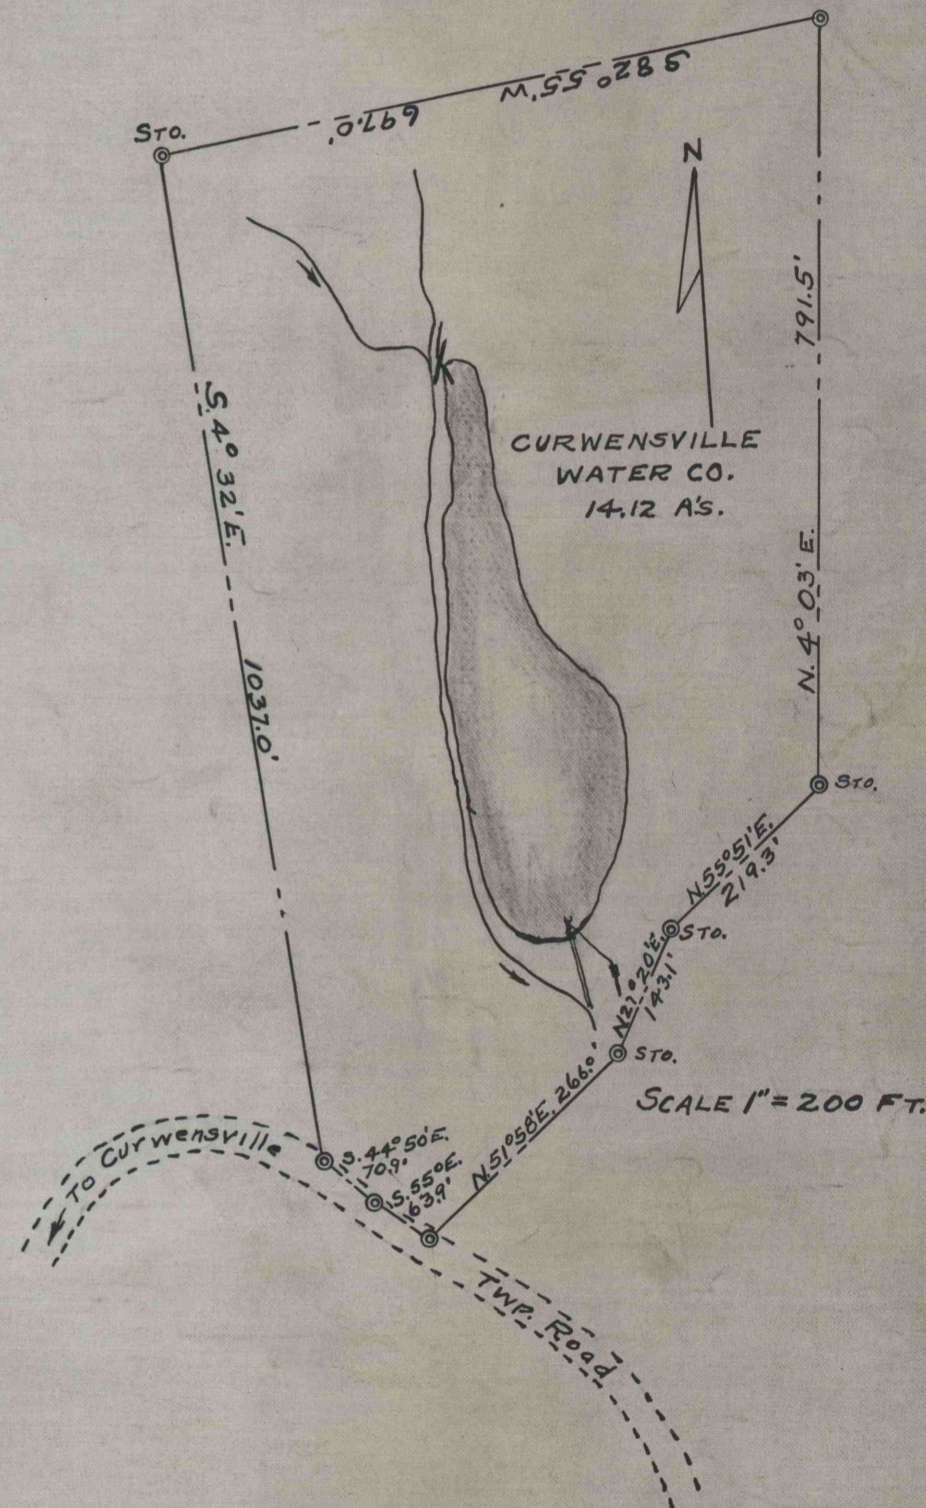 S 82° 55' W
697.0'
STO.
N
791.5'
CURWENSVILLE
WATER CO.
14.12 A'S.
S. 4° 32' E.
1037.0'
N. 4° 03' E.
STO.
N 55° 51' E.
219.3'
STO.
N 27° 20' E.
143.1'
STO.
N. 51° 58' E. 266.0'
SCALE 1" = 200 FT.
S. 44° 50' E.
70.9'
S. 55° E.
63.9'
TO Curwensville
TWP. Road